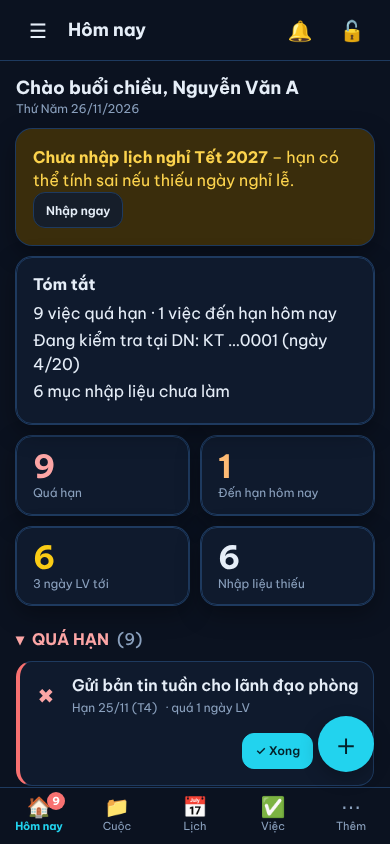 ☰ Hôm nay 🔔 🔓
Chào buổi chiều, Nguyễn Văn A
Thứ Năm 26/11/2026
Chưa nhập lịch nghỉ Tết 2027 – hạn có
thể tính sai nếu thiếu ngày nghỉ lễ.
Nhập ngay
Tóm tắt
9 việc quá hạn · 1 việc đến hạn hôm nay
Đang kiểm tra tại DN: KT …0001 (ngày
4/20)
6 mục nhập liệu chưa làm
9
Quá hạn
1
Đến hạn hôm nay
6
3 ngày LV tới
6
Nhập liệu thiếu
▼ QUÁ HẠN (9)
✖ Gửi bản tin tuần cho lãnh đạo phòng
Hạn 25/11 (T4) · quá 1 ngày LV
✓ Xong
+
9
Hôm nay
Cuộc
Lịch
Việc
⋯
Thêm